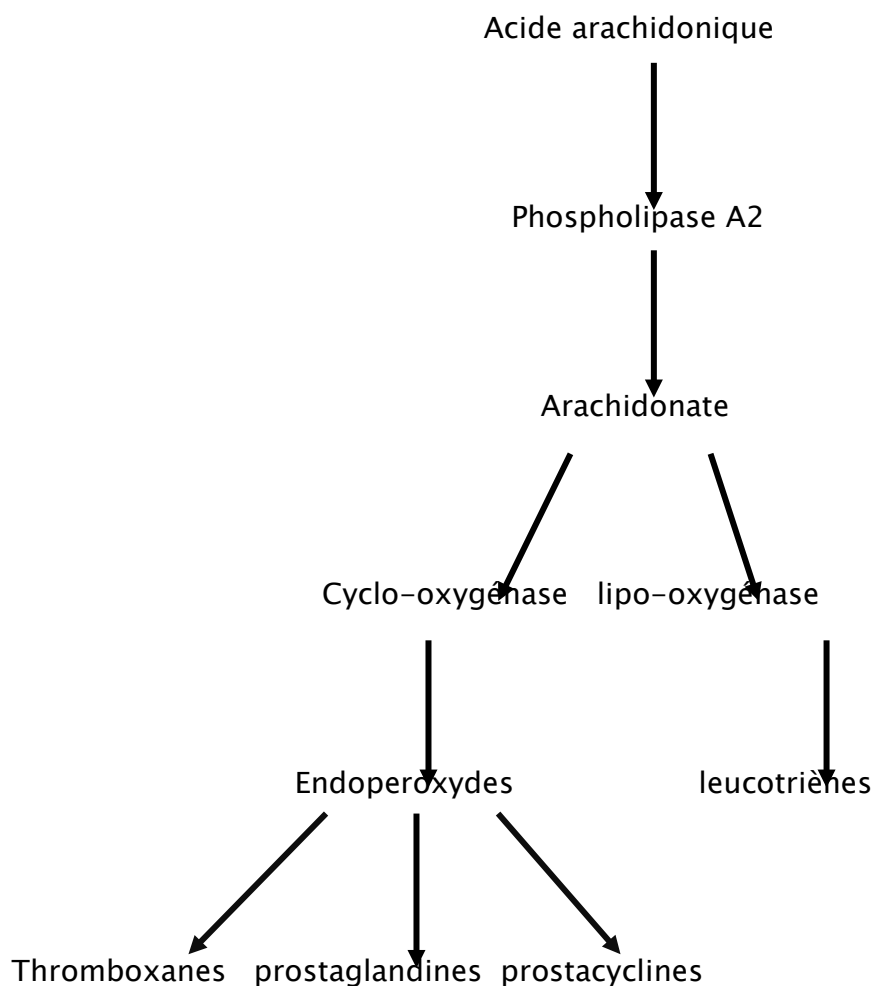 Acide arachidonique
Phospholipase A2
Arachidonate
Cyclo-oxygénase lipo-oxygénase
Endoperoxydes leucotriènes
Thromboxanes prostaglandines prostacyclines